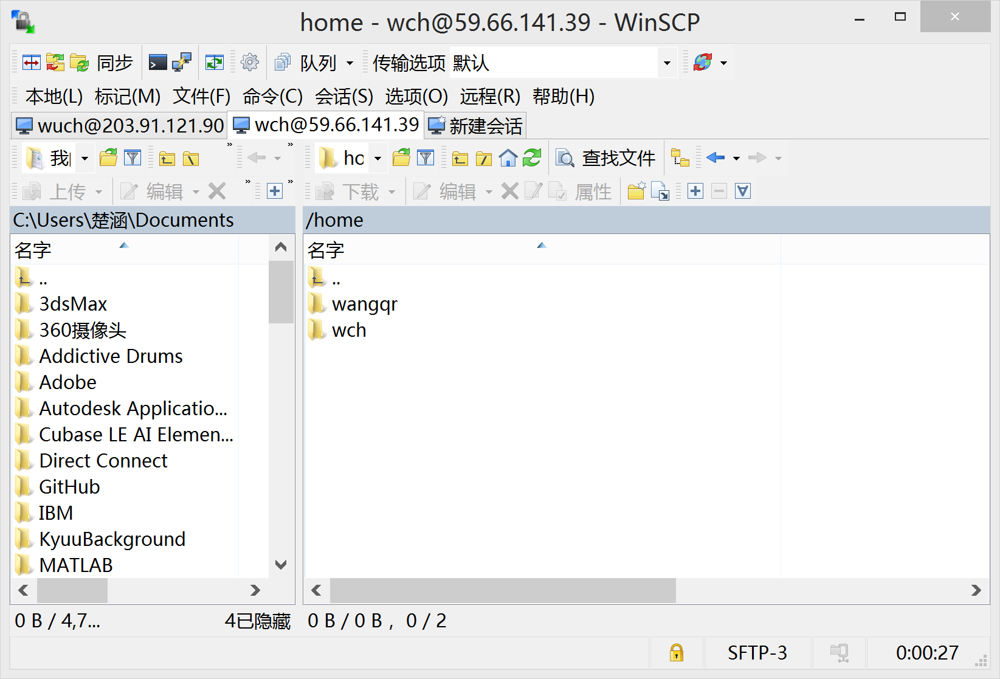 home - wch@59.66.141.39 - WinSCP
同步 队列 传输选项 默认
本地(L) 标记(M) 文件(F) 命令(C) 会话(S) 选项(O) 远程(R) 帮助(H)
wuch@203.91.121.90 wch@59.66.141.39 新建会话
ho 查找文件
上传 编辑 下载 编辑 属性
C:\Users\楚涵\Documents /home
名字 名字
.. ..
3dsMax wangqr
360摄像头 wch
Addictive Drums
Adobe
Autodesk Applicatio...
Cubase LE AI Elemen...
Direct Connect
GitHub
IBM
KyuuBackground
MATLAB
0 B / 4,7... 4已隐藏 0 B / 0 B , 0 / 2
SFTP-3 0:00:27